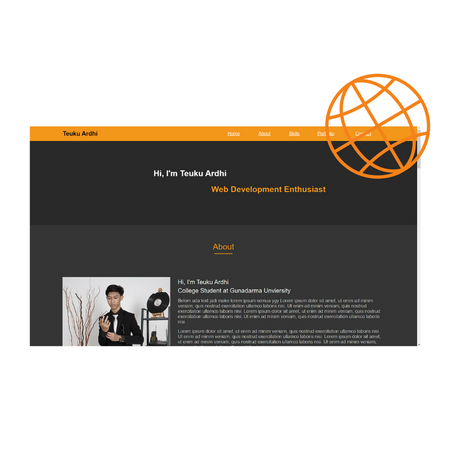 Teuku Ardhi
Home About Skills Portfolio Contact
Hi, I'm Teuku Ardhi
Web Development Enthusiast
About
Hi, I'm Teuku Ardhi
College Student at Gunadarma Unviersity
Belom ada text jadi make lorem ipsum semua ygy Lorem ipsum dolor sit amet, ut enim ad minim
veniam, quis nostrud exercitation ullamco laboris nisi. Ut enim ad minim veniam, quis nostrud
exercitation ullamco laboris nisi. Lorem ipsum dolor sit amet, ut enim ad minim veniam, quis nostrud
exercitation ullamco laboris nisi. Ut enim ad minim veniam, quis nostrud exercitation ullamco laboris
nisi.
Lorem ipsum dolor sit amet, ut enim ad minim veniam, quis nostrud exercitation ullamco laboris nisi.
Ut enim ad minim veniam, quis nostrud exercitation ullamco laboris nisi. Lorem ipsum dolor sit amet,
ut enim ad minim veniam, quis nostrud exercitation ullamco laboris nisi. Ut enim ad minim veniam,